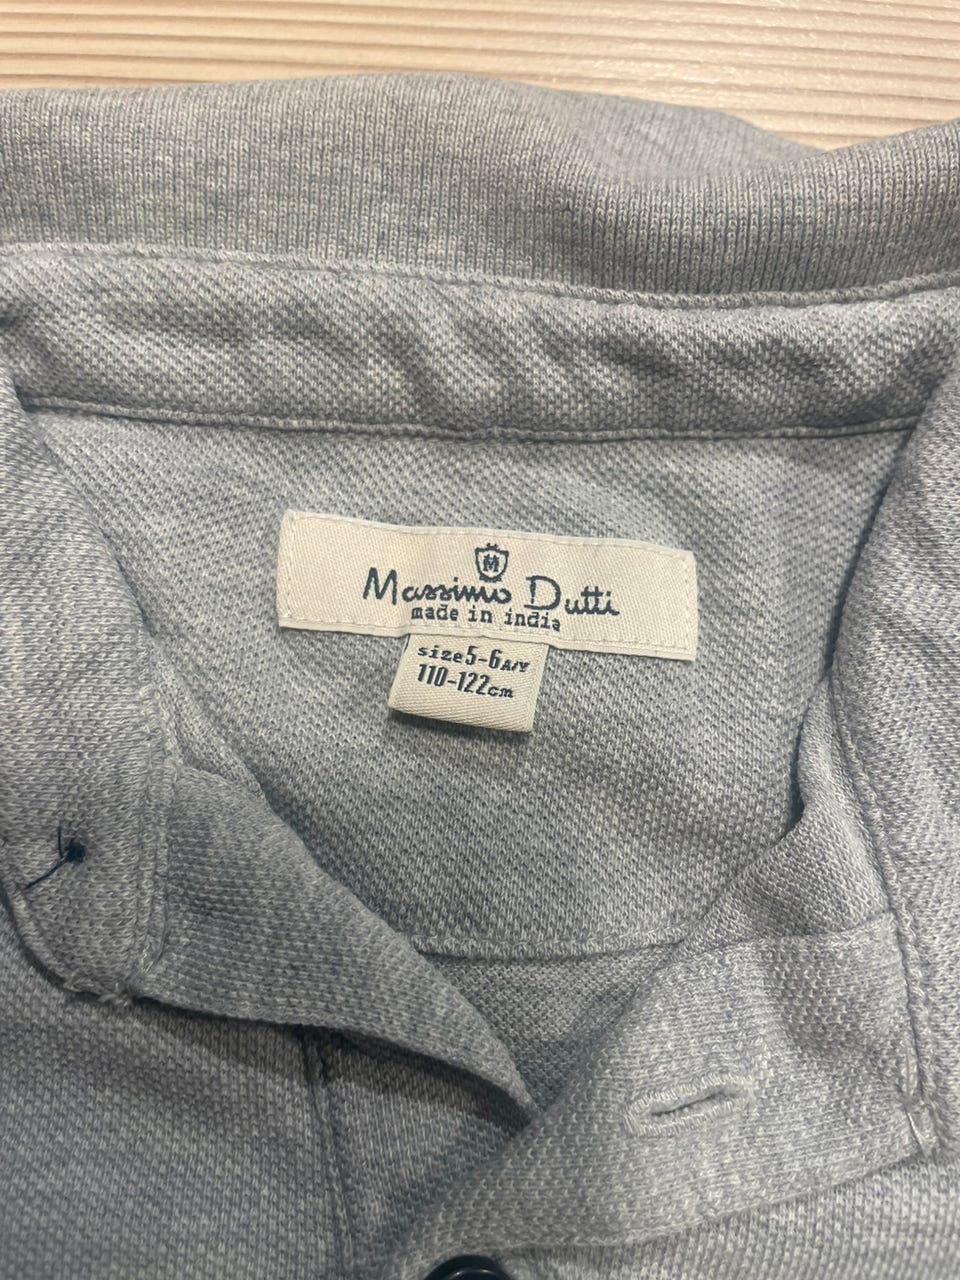 M
Massimo Dutti
made in india
size 5-6 A/Y
110-122cm